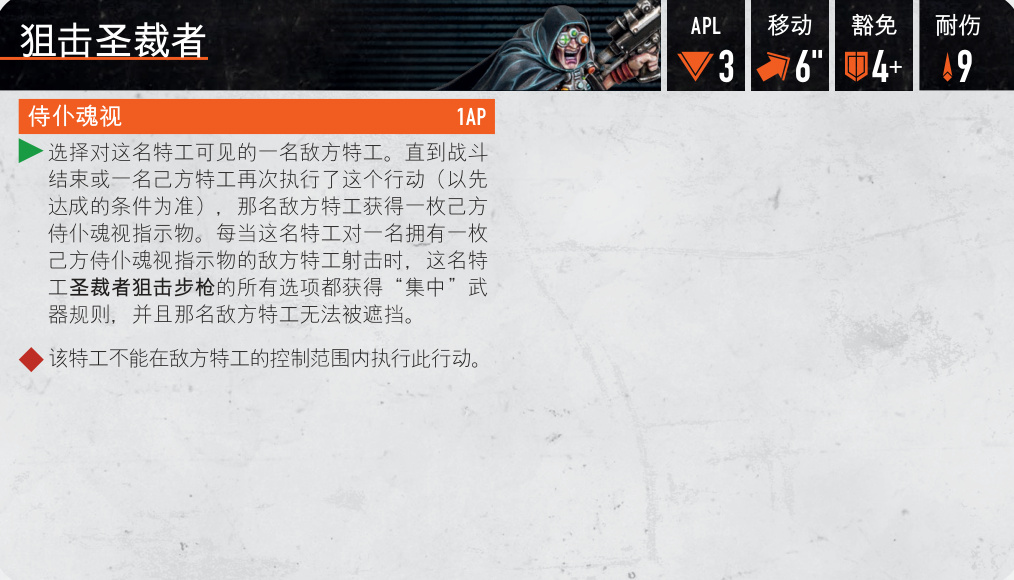 狙击圣裁者
APL
3
移动
6"
豁免
4+
耐伤
9
侍仆魂视 1AP
选择对这名特工可见的一名敌方特工。直到战斗
结束或一名己方特工再次执行了这个行动（以先
达成的条件为准），那名敌方特工获得一枚己方
侍仆魂视指示物。每当这名特工对一名拥有一枚
己方侍仆魂视指示物的敌方特工射击时，这名特
工圣裁者狙击步枪的所有选项都获得“集中”武
器规则，并且那名敌方特工无法被遮挡。
该特工不能在敌方特工的控制范围内执行此行动。